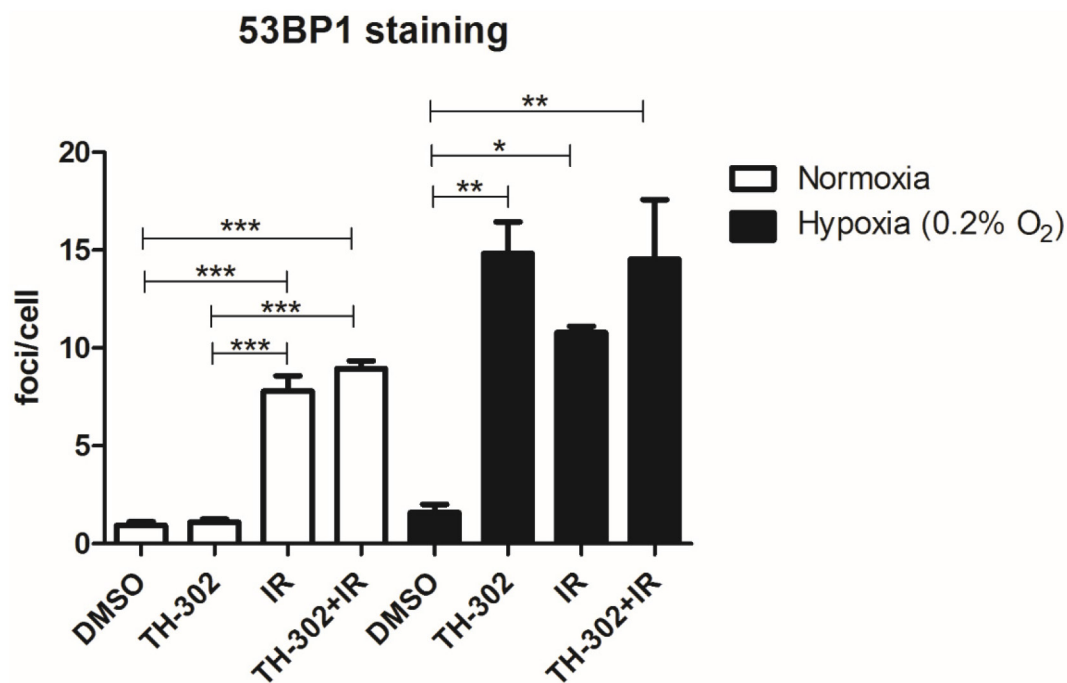 53BP1 staining
**
*
**
***
***
***
***
20
15
10
5
0
foci/cell
Normoxia
Hypoxia (0.2% O₂)
DMSO
TH-302
IR
TH-302+IR
DMSO
TH-302
IR
TH-302+IR